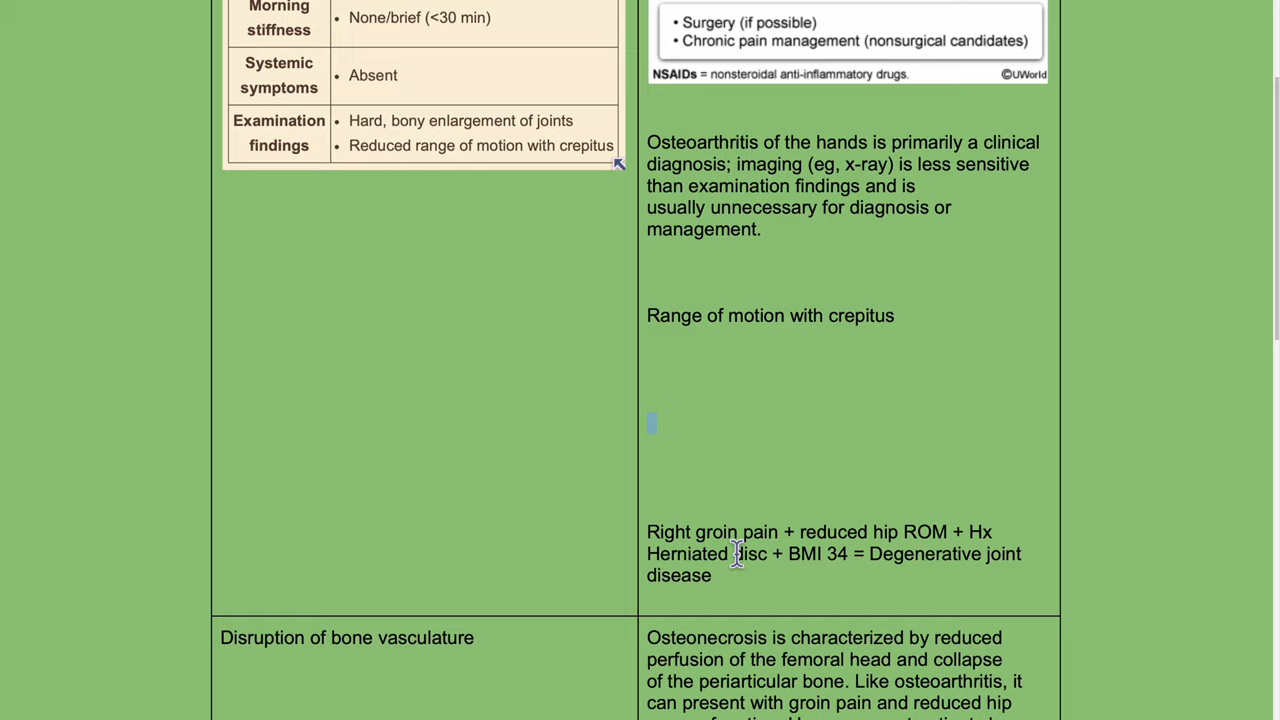 Morning
stiffness
• None/brief (<30 min)
Systemic
symptoms
• Absent
Examination
findings
• Hard, bony enlargement of joints
• Reduced range of motion with crepitus
• Surgery (if possible)
• Chronic pain management (nonsurgical candidates)
NSAIDs = nonsteroidal anti-inflammatory drugs.
©UWorld
Osteoarthritis of the hands is primarily a clinical
diagnosis; imaging (eg, x-ray) is less sensitive
than examination findings and is
usually unnecessary for diagnosis or
management.
Range of motion with crepitus
Right groin pain + reduced hip ROM + Hx
Herniated disc + BMI 34 = Degenerative joint
disease
Disruption of bone vasculature
Osteonecrosis is characterized by reduced
perfusion of the femoral head and collapse
of the periarticular bone. Like osteoarthritis, it
can present with groin pain and reduced hip